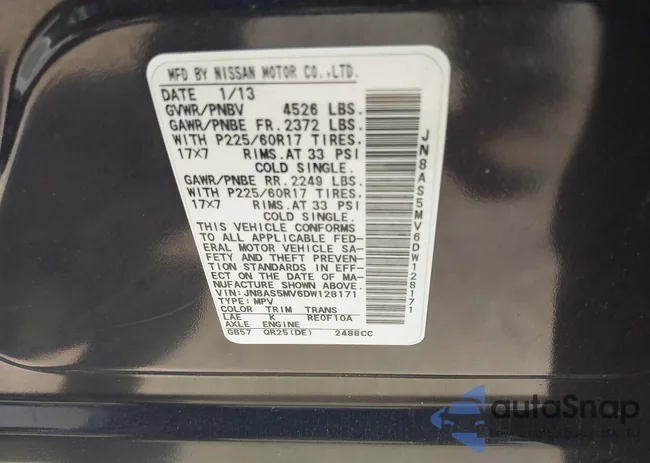 MFD BY NISSAN MOTOR CO.,LTD.
DATE 1/13
GVWR/PNBV 4526 LBS.
GAWR/PNBE FR. 2372 LBS.
WITH P225/60R17 TIRES.
17×7 RIMS. AT 33 PSI
COLD SINGLE.
GAWR/PNBE RR. 2249 LBS.
WITH P225/60R17 TIRES.
17×7 RIMS. AT 33 PSI
COLD SINGLE.
THIS VEHICLE CONFORMS
TO ALL APPLICABLE FED-
ERAL MOTOR VEHICLE SA-
FETY AND THEFT PREVEN-
TION STANDARDS IN EFF-
ECT ON THE DATE OF MA-
NUFACTURE SHOWN ABOVE.
VIN: JN8AS5MV6DW128171
TYPE: MPV
COLOR TRIM TRANS
LAE K RE0F10A
AXLE ENGINE
GB57 QR25(DE) 2488CC
JN8AS5MV6DW128171
autoSnap